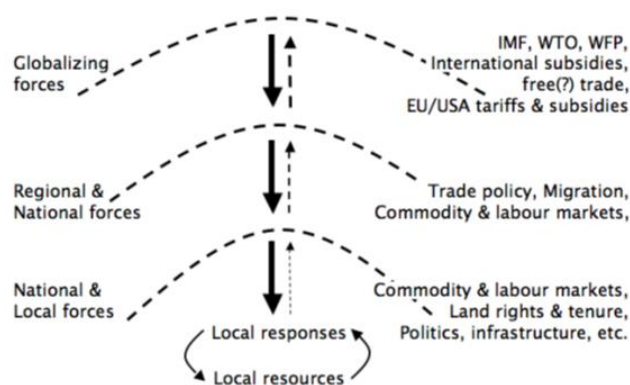 Globalizing
forces
IMF, WTO, WFP,
International subsidies,
free(?) trade,
EU/USA tariffs & subsidies
Regional &
National forces
Trade policy, Migration,
Commodity & labour markets,
National &
Local forces
Commodity & labour markets,
Land rights & tenure,
Politics, infrastructure, etc.
Local responses
Local resources